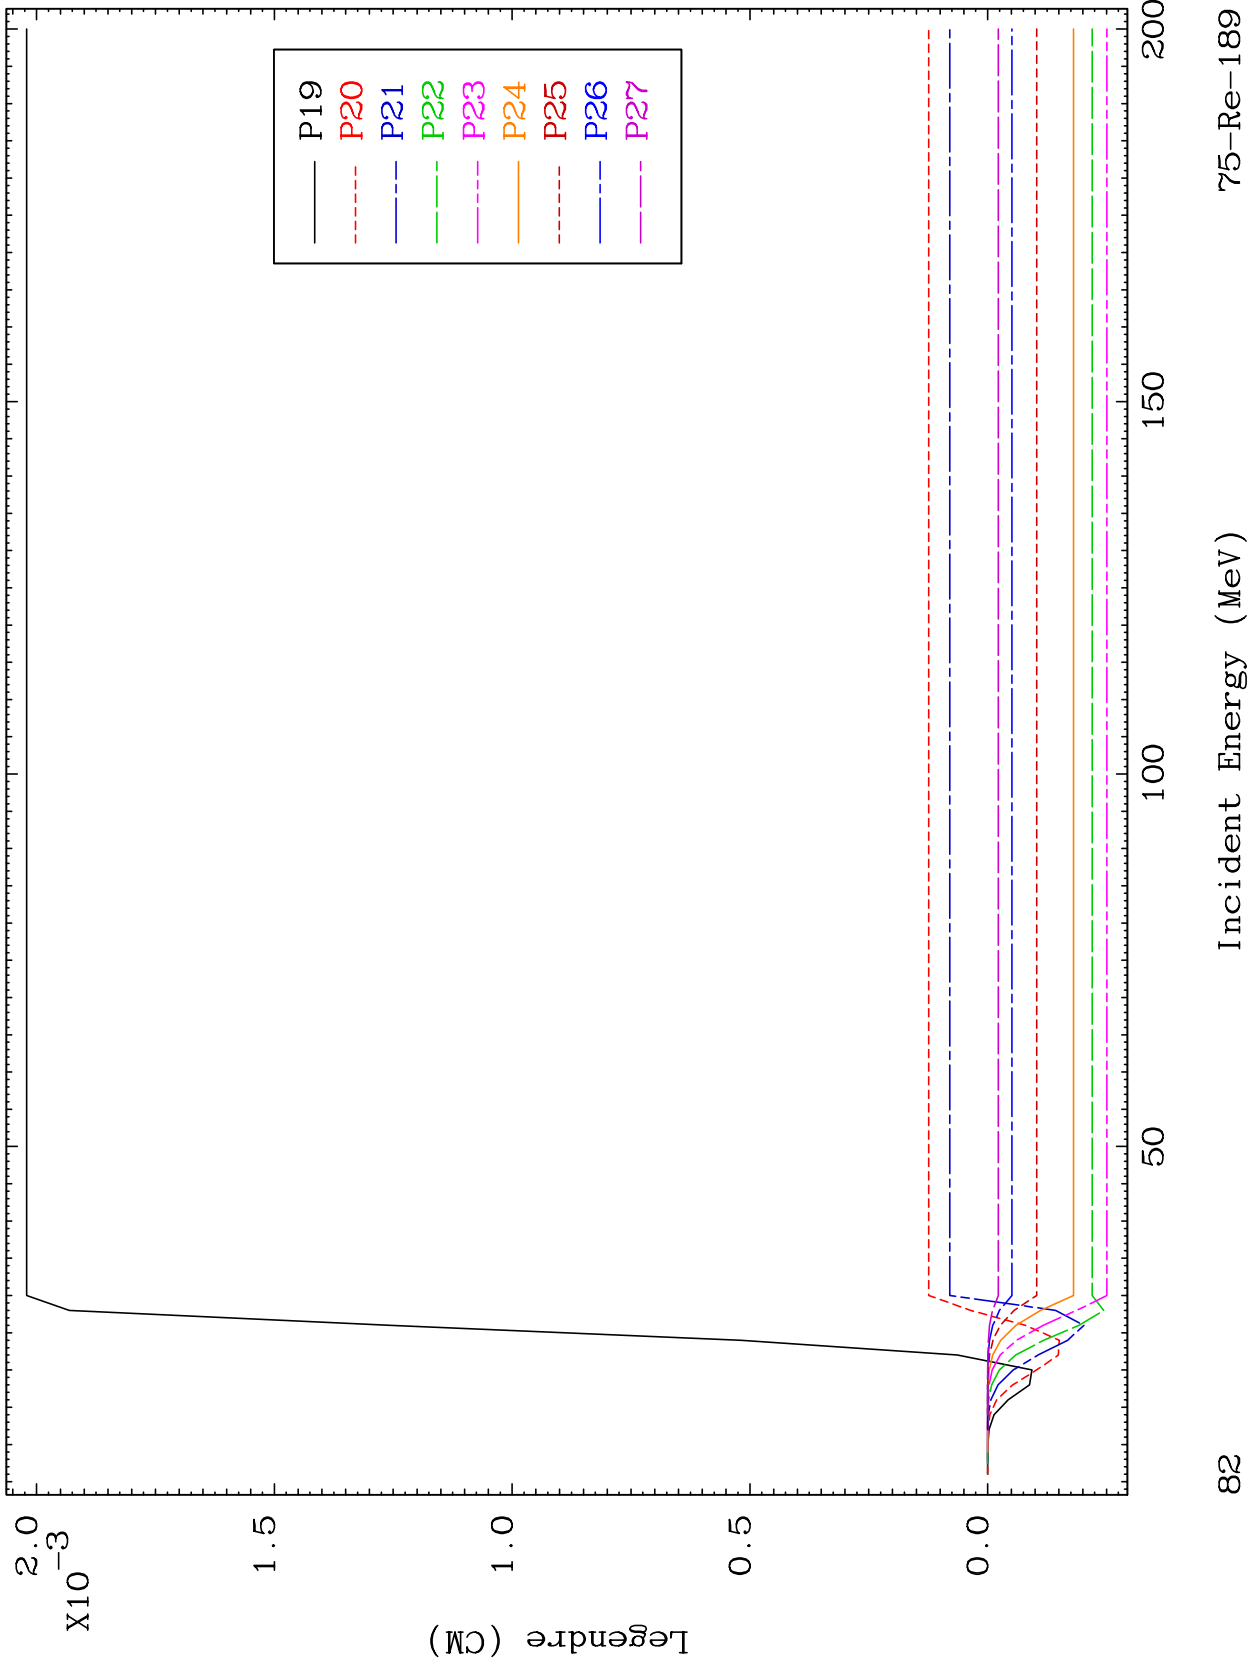 P19
P20
P21
P22
P23
P24
P25
P26
P27
2.0
X10⁻³
1.5
1.0
0.5
0.0
Legendre (CM)
50
100
150
200
Incident Energy (MeV)
82
75-Re-189